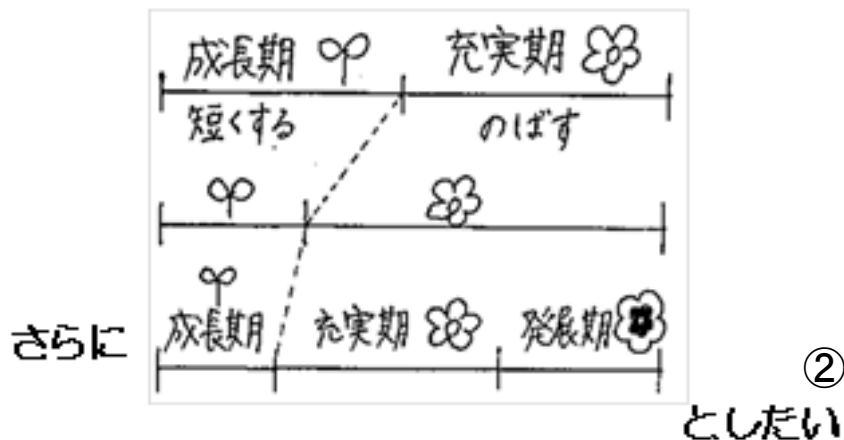 成長期 充実期
短くする のばす
さらに 成長期 充実期 発展期
②
としたい